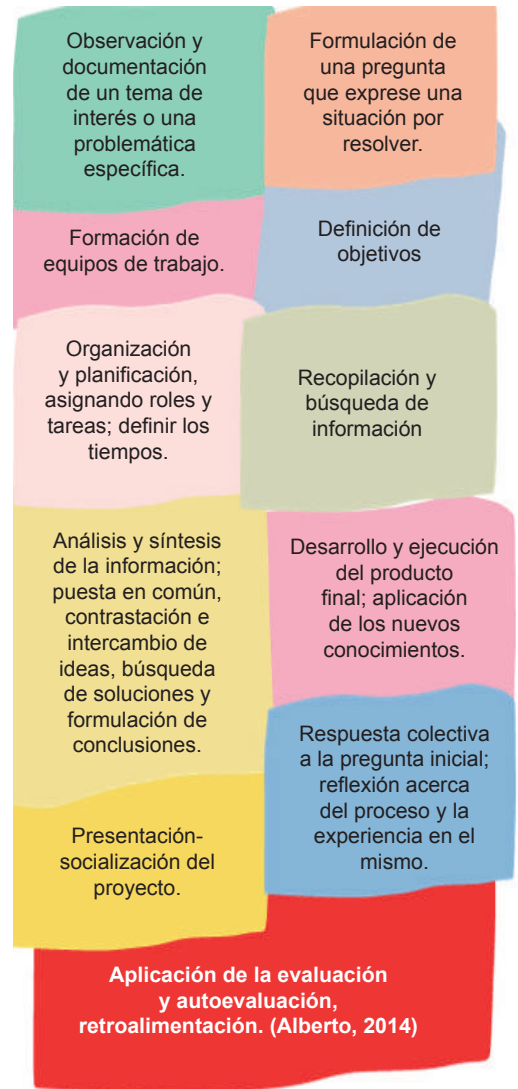 Observación y
documentación
de un tema de
interés o una
problemática
específica.
Formulación de
una pregunta
que exprese una
situación por
resolver.
Formación de
equipos de trabajo.
Definición de
objetivos
Organización
y planificación,
asignando roles y
tareas; definir los
tiempos.
Recopilación y
búsqueda de
información
Análisis y síntesis
de la información;
puesta en común,
contrastación e
intercambio de
ideas, búsqueda
de soluciones y
formulación de
conclusiones.
Desarrollo y ejecución
del producto
final; aplicación
de los nuevos
conocimientos.
Presentación-
socialización del
proyecto.
Respuesta colectiva
a la pregunta inicial;
reflexión acerca
del proceso y la
experiencia en el
mismo.
Aplicación de la evaluación
y autoevaluación,
retroalimentación. (Alberto, 2014)